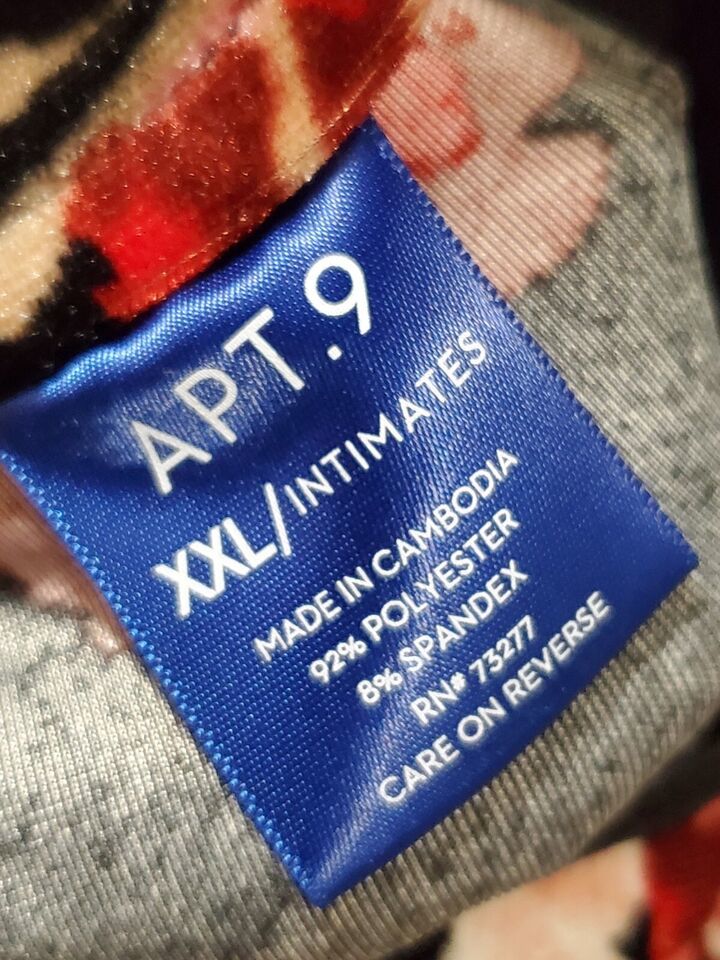 APT.9
XXL/INTIMATES
MADE IN CAMBODIA
92% POLYESTER
8% SPANDEX
RN# 73277
CARE ON REVERSE